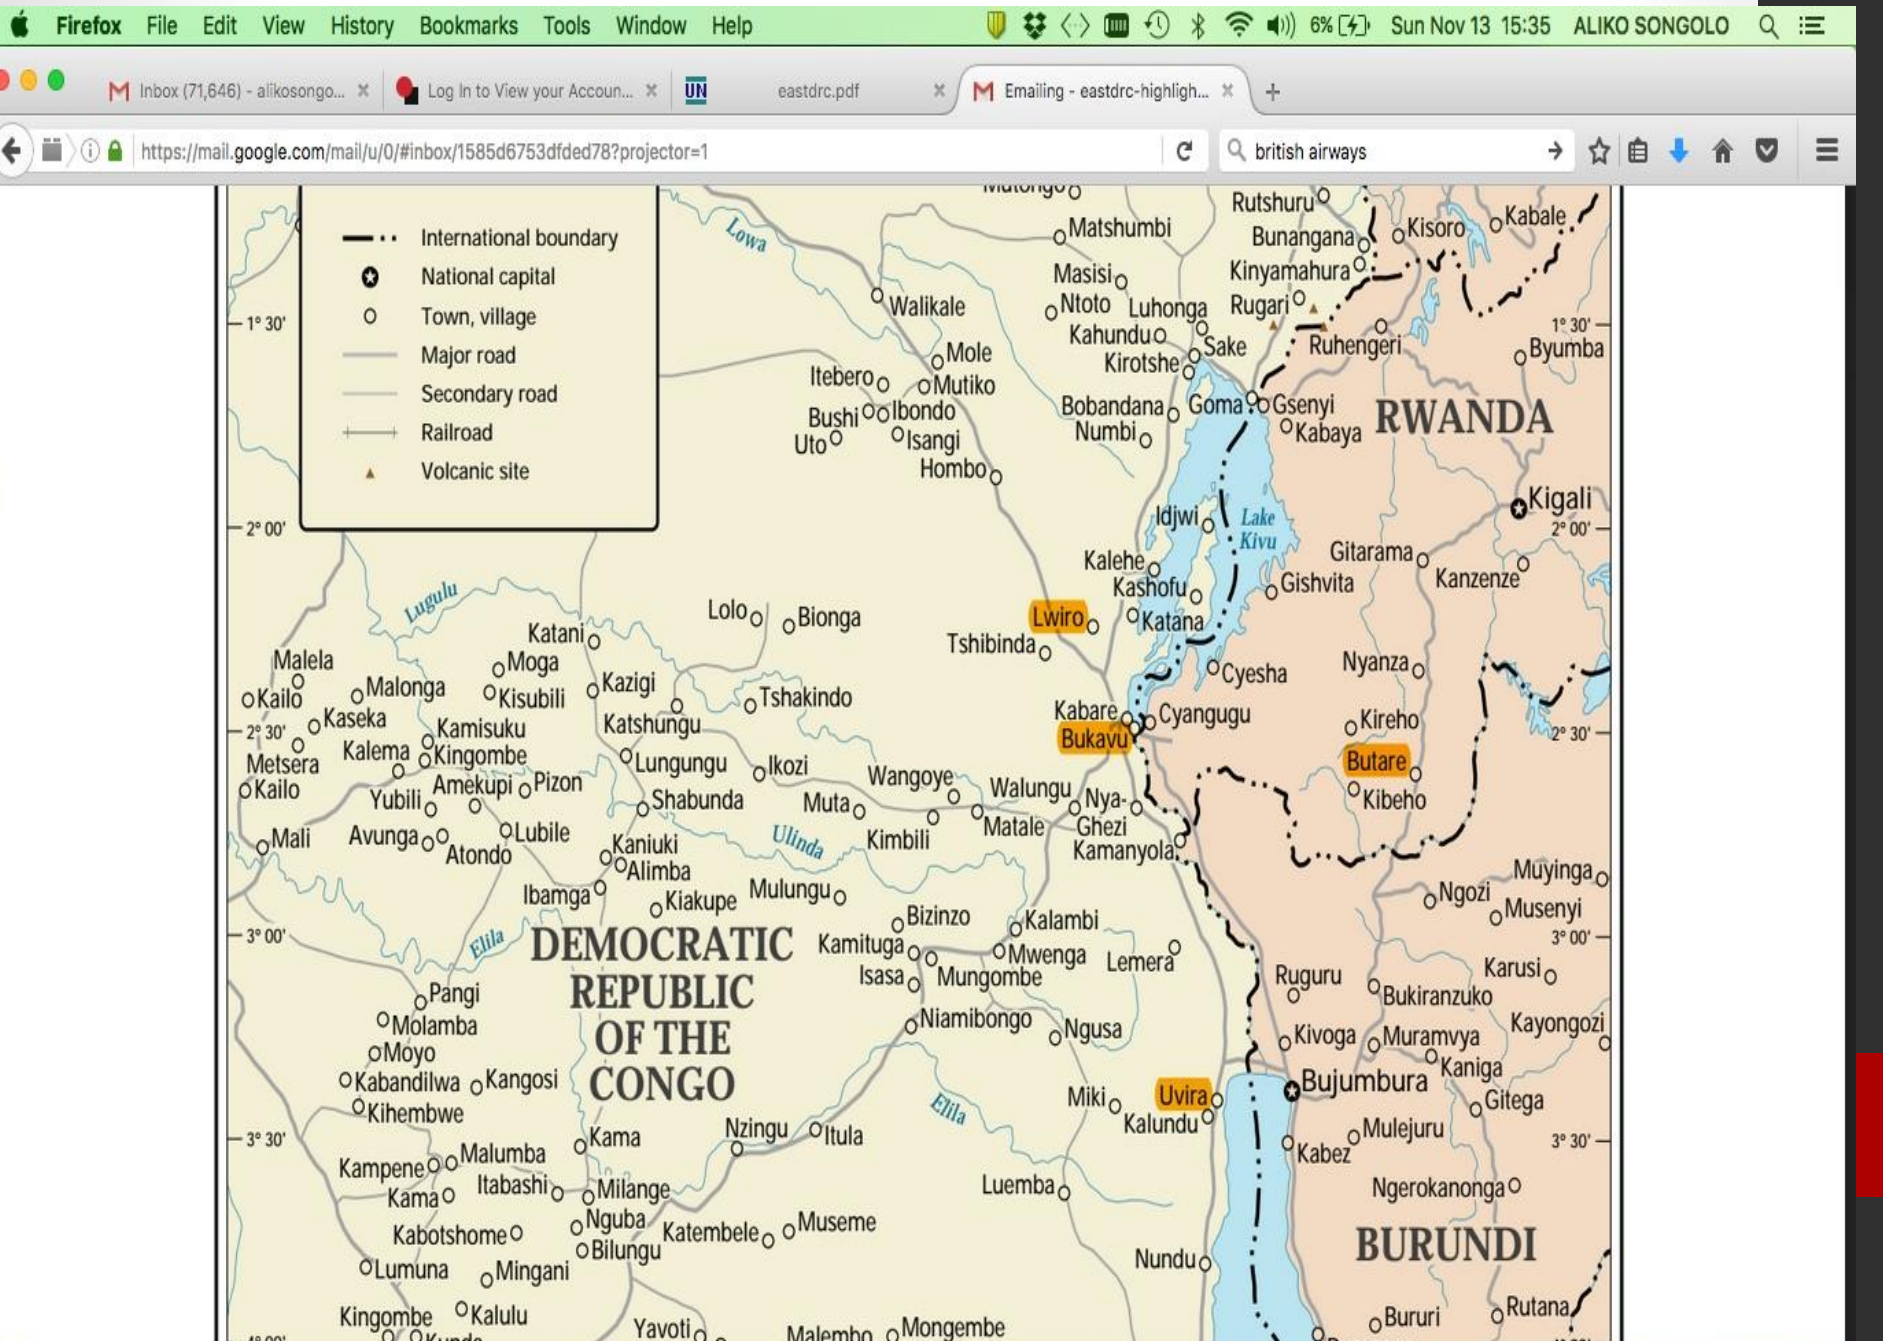 Firefox File Edit View History Bookmarks Tools Window Help 6% Sun Nov 13 15:35 ALIKO SONGOLO
Inbox (71,646) - alikosongo... Log In to View your Accoun... UN eastdrc.pdf Emailing - eastdrc-highligh...
https://mail.google.com/mail/u/0/#inbox/1585d6753dfded78?projector=1 british airways
International boundary
National capital
Town, village
Major road
Secondary road
Railroad
Volcanic site
Lowa
Rutshuru
Kabale
Matshumbi
Bunangana
Kisoro
Masisi
Kinyamahura
Walikale
Ntoto
Luhonga
Rugari
1° 30'
1° 30'
Kahundu
Sake
Ruhengeri
Byumba
Mole
Kirotshe
Itebero
Mutiko
Bushi
Ibondo
Bobandana
Goma
Gsenyi
RWANDA
Uto
Isangi
Numbi
Kabaya
Hombo
Kigali
2° 00'
2° 00'
Idjwi
Lake
Kivu
Gitarama
Kalehe
Kanzenze
Kashofu
Gishvita
Lugulu
Lolo
Bionga
Lwiro
Katana
Katani
Tshibinda
Malela
Moga
Cyesha
Nyanza
Kailo
Malonga
Kisubili
Kazigi
Tshakindo
Kaseka
Kamisuku
Katshungu
Kabare
Cyangugu
Kireho
2° 30'
2° 30'
Bukavu
Metsera
Kalema
Kingombe
Lungungu
Ikozi
Butare
Kailo
Amekupi
Pizon
Wangoye
Walungu
Yubili
Shabunda
Muta
Nya-
Ghezi
Kibeho
Mali
Avunga
Lubile
Ulinda
Kimbili
Matale
Atondo
Kaniuki
Kamanyola
Alimba
Muyinga
Ibamga
Kiakupe
Mulungu
Ngozi
Musenyi
Bizinzo
Kalambi
3° 00'
3° 00'
Elila
DEMOCRATIC
REPUBLIC
OF THE
CONGO
Kamituga
Mwenga
Lemera
Isasa
Mungombe
Ruguru
Karusi
Pangi
Bukiranzuko
Molamba
Niamibongo
Ngusa
Kivoga
Muramvya
Kayongozi
Moyo
Kaniga
Kabandilwa
Kangosi
Bujumbura
Kihembwe
Elila
Miki
Uvira
Gitega
Kalundu
Nzingu
Itula
Mulejuru
3° 30'
3° 30'
Kama
Kabez
Kampene
Malumba
Kama
Itabashi
Milange
Luemba
Ngerokanonga
Nguba
Kabotshome
Katembele
Museme
Bilungu
BURUNDI
Lumuna
Mingani
Nundu
Kingombe
Kalulu
Bururi
Rutana
Yavoti
Malembo
Mongembe